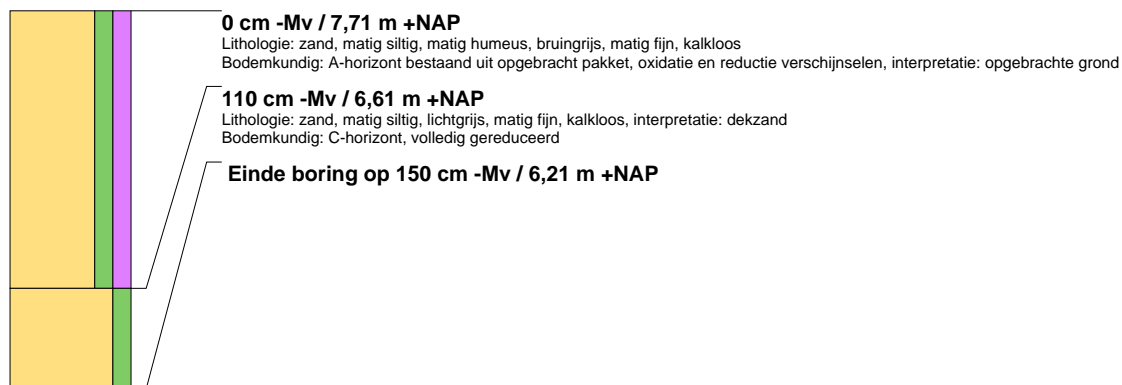 0 cm -Mv / 7,71 m +NAP
Lithologie: zand, matig siltig, matig humeus, bruingrijs, matig fijn, kalkloos
Bodemkundig: A-horizont bestaand uit opgebracht pakket, oxidatie en reductie verschijnselen, interpretatie: opgebrachte grond
110 cm -Mv / 6,61 m +NAP
Lithologie: zand, matig siltig, lichtgrijs, matig fijn, kalkloos, interpretatie: dekzand
Bodemkundig: C-horizont, volledig gereduceerd
Einde boring op 150 cm -Mv / 6,21 m +NAP